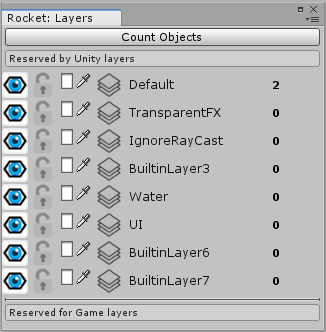 Rocket: Layers
Count Objects
Reserved by Unity layers
Default 2
TransparentFX 0
IgnoreRayCast 0
BuiltinLayer3 0
Water 0
UI 0
BuiltinLayer6 0
BuiltinLayer7 0
Reserved for Game layers